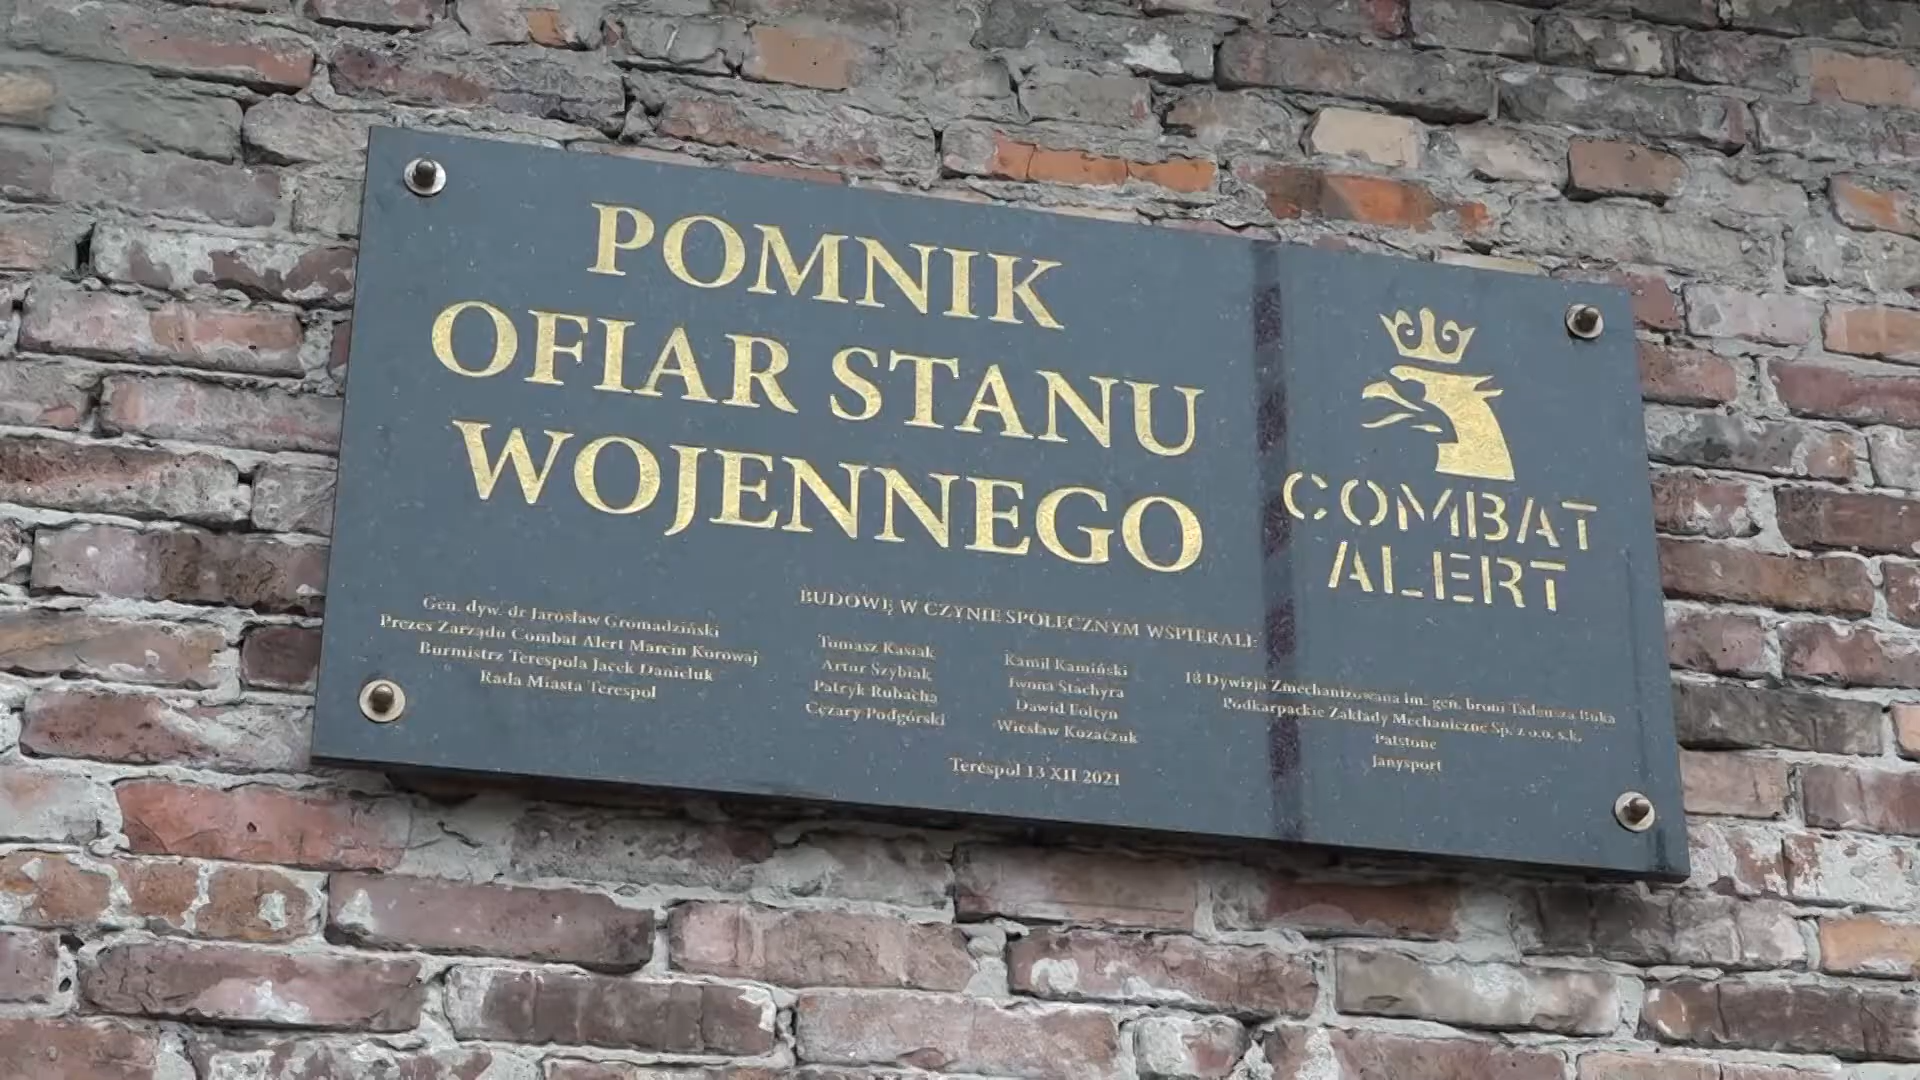 POMNIK
OFIAR STANU
WOJENNEGO
COMBAT
ALERT
BUDOWĘ W CZYNIE SPOŁECZNYM WSPIERALI:
Gen. dyw. dr Jarosław Gromadziński
Prezes Zarządu Combat Alert Marcin Korowaj
Burmistrz Terespola Jacek Danieluk
Rada Miasta Terespol
Tomasz Kasiak
Artur Szybiak
Patryk Rubacha
Cezary Podgórski
Kamil Kamiński
Iwona Stachyra
Dawid Fołtyn
Wiesław Kozaczuk
18 Dywizja Zmechanizowana im. gen. broni Tadeusza Buka
Podkarpackie Zakłady Mechaniczne Sp. z o.o. s.k.
Patstone
Janysport
Terespol 13 XII 2021